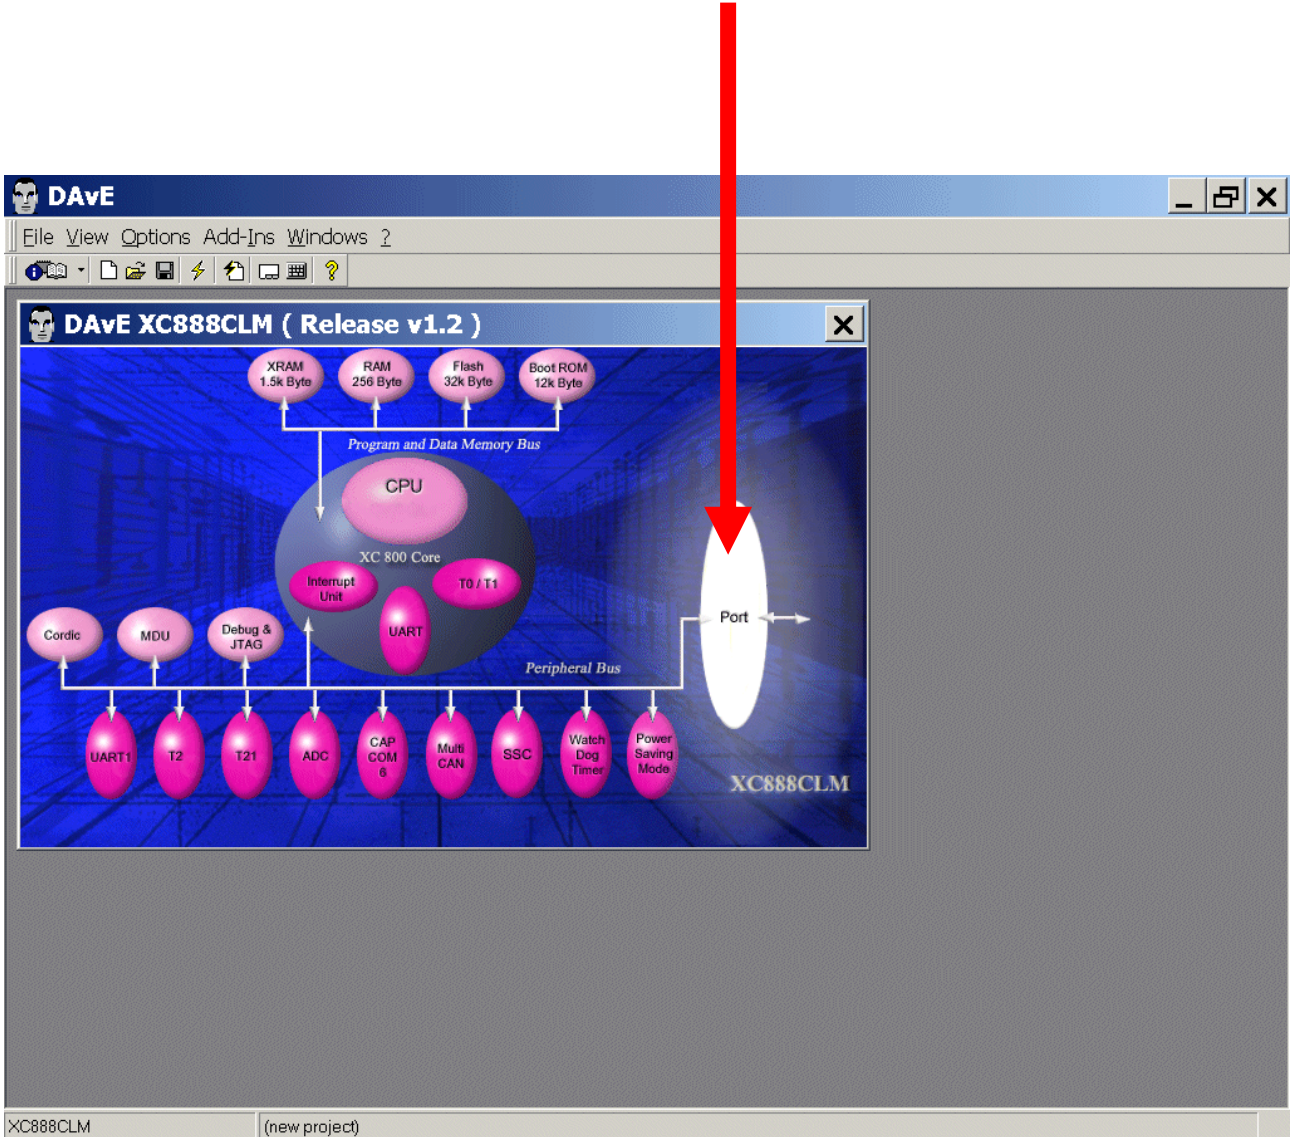 DAvE
File View Options Add-Ins Windows ?
DAvE XC888CLM ( Release v1.2 )
XRAM
1.5k Byte
RAM
256 Byte
Flash
32k Byte
Boot ROM
12k Byte
Program and Data Memory Bus
CPU
XC 800 Core
Interrupt
Unit
T0 / T1
UART
Cordic
MDU
Debug &
JTAG
Port
Peripheral Bus
UART1
T2
T21
ADC
CAP
COM
6
Multi
CAN
SSC
Watch
Dog
Timer
Power
Saving
Mode
XC888CLM
XC888CLM
(new project)